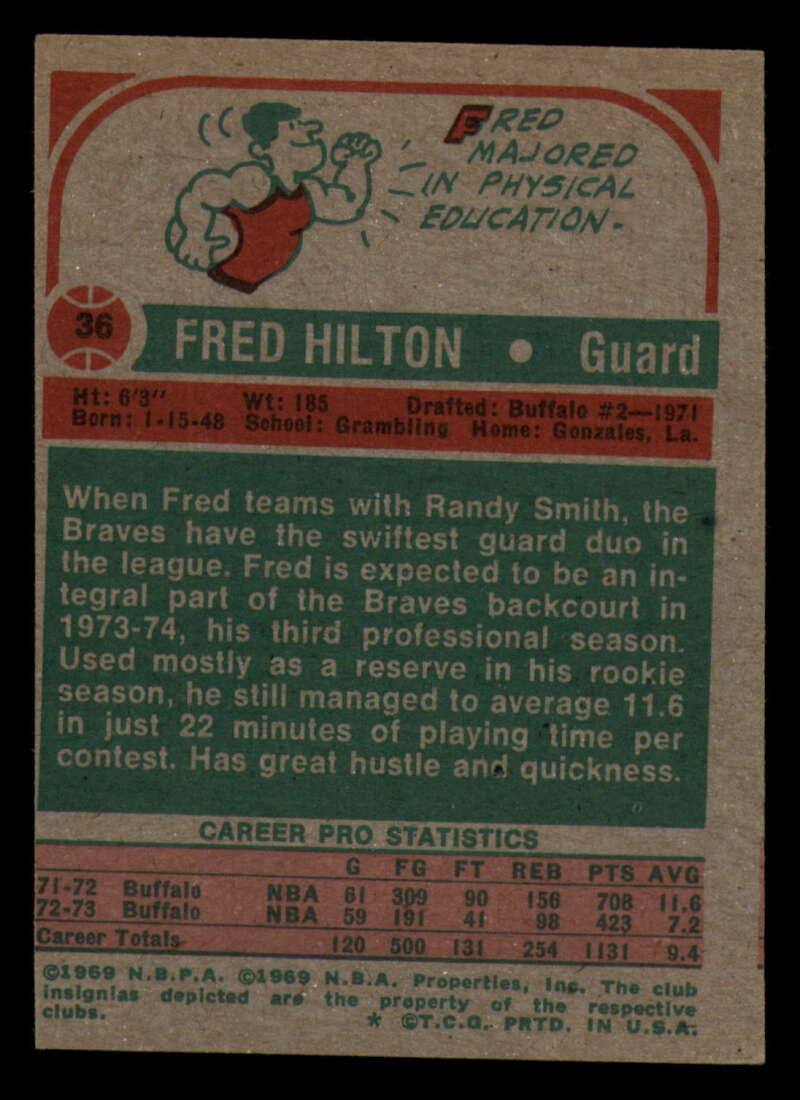 FRED
MAJORED
IN PHYSICAL
EDUCATION.
36
FRED HILTON • Guard
Ht: 6'3" Wt: 185 Drafted: Buffalo #2—1971
Born: 1-15-48 School: Grambling Home: Gonzales, La.
When Fred teams with Randy Smith, the
Braves have the swiftest guard duo in
the league. Fred is expected to be an in-
tegral part of the Braves backcourt in
1973-74, his third professional season.
Used mostly as a reserve in his rookie
season, he still managed to average 11.6
in just 22 minutes of playing time per
contest. Has great hustle and quickness.
CAREER PRO STATISTICS
G FG FT REB PTS AVG
71-72 Buffalo NBA 61 309 90 156 708 11.6
72-73 Buffalo NBA 59 191 41 98 423 7.2
Career Totals 120 500 131 254 1131 9.4
©1969 N.B.P.A. ©1969 N.B.A. Properties, Inc. The club
insignias depicted are the property of the respective
clubs. * ©T.C.G. PRTD. IN U.S.A.